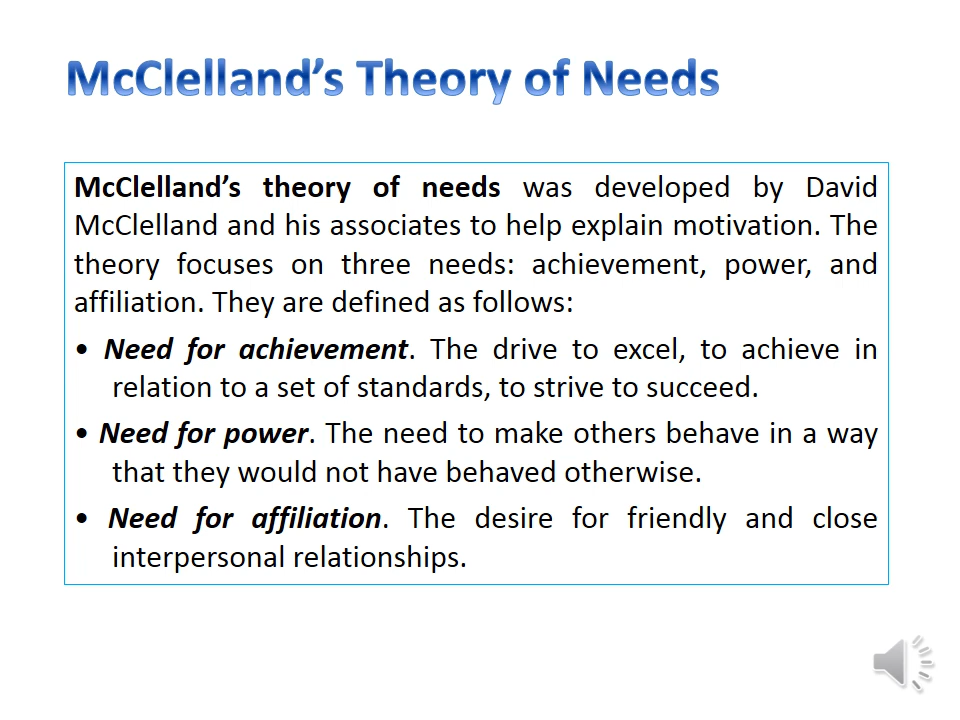 McClelland’s Theory of Needs
McClelland’s theory of needs was developed by David
McClelland and his associates to help explain motivation. The
theory focuses on three needs: achievement, power, and
affiliation. They are defined as follows:
• Need for achievement. The drive to excel, to achieve in
relation to a set of standards, to strive to succeed.
• Need for power. The need to make others behave in a way
that they would not have behaved otherwise.
• Need for affiliation. The desire for friendly and close
interpersonal relationships.